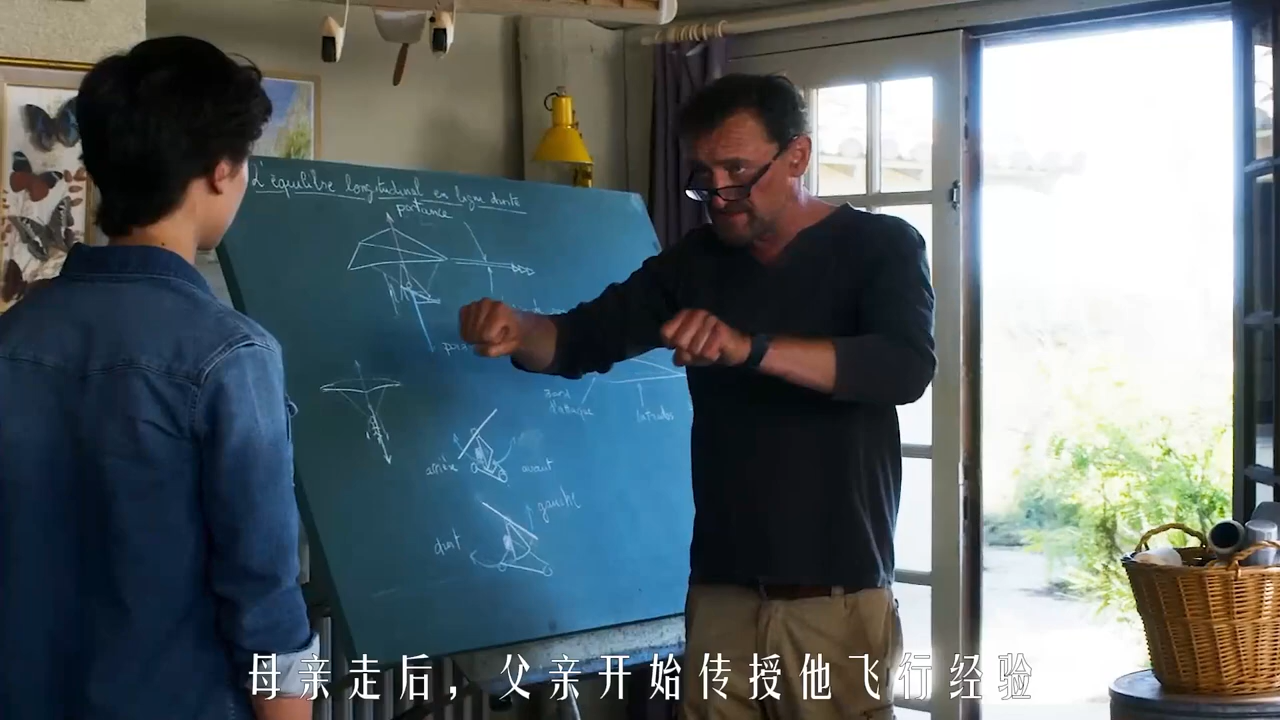 L'équilibre longitudinal en ligne droite
portance
Bord
d'attaque
intrados
arrière
avant
gauche
droit
母亲走后，父亲开始传授他飞行经验